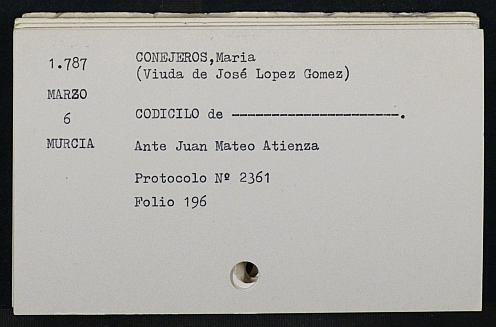 1.787
MARZO
6
MURCIA
CONEJEROS,Maria
(Viuda de José Lopez Gomez)
CODICILO de ---------------------.
Ante Juan Mateo Atienza
Protocolo Nº 2361
Folio 196